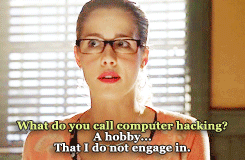 What do you call computer hacking?
A hobby...
That I do not engage in.